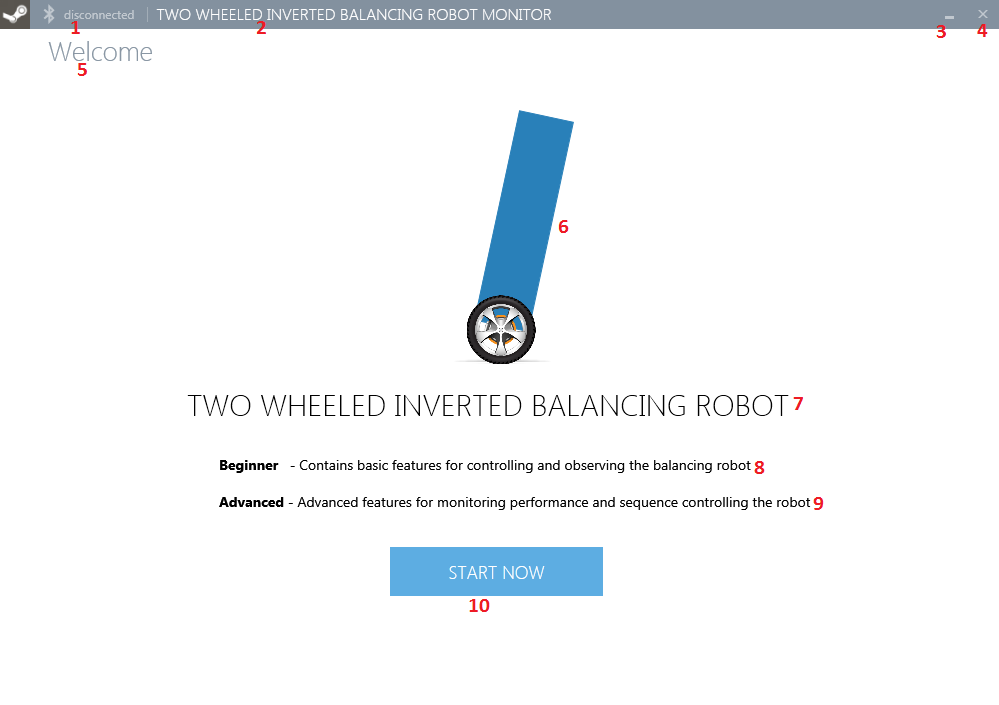 disconnected | TWO WHEELED INVERTED BALANCING ROBOT MONITOR
1 2 3 4
Welcome
5
6
TWO WHEELED INVERTED BALANCING ROBOT 7
Beginner - Contains basic features for controlling and observing the balancing robot 8
Advanced - Advanced features for monitoring performance and sequence controlling the robot 9
START NOW
10